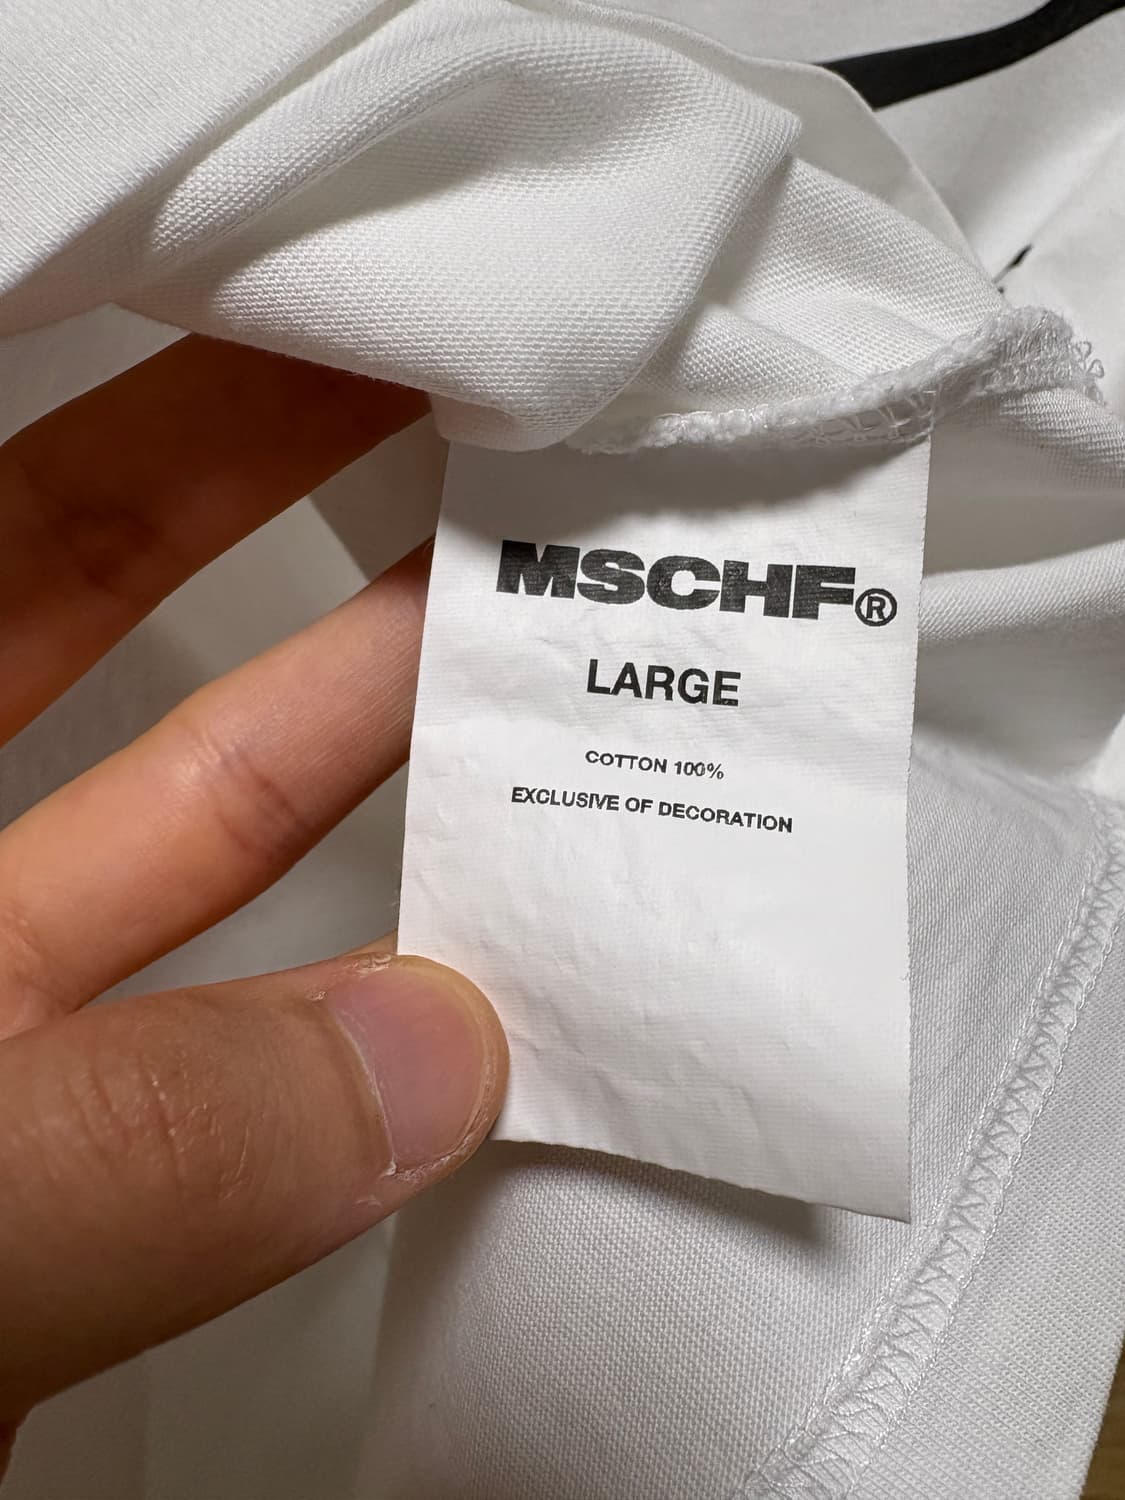 MSCHF®
LARGE
COTTON 100%
EXCLUSIVE OF DECORATION